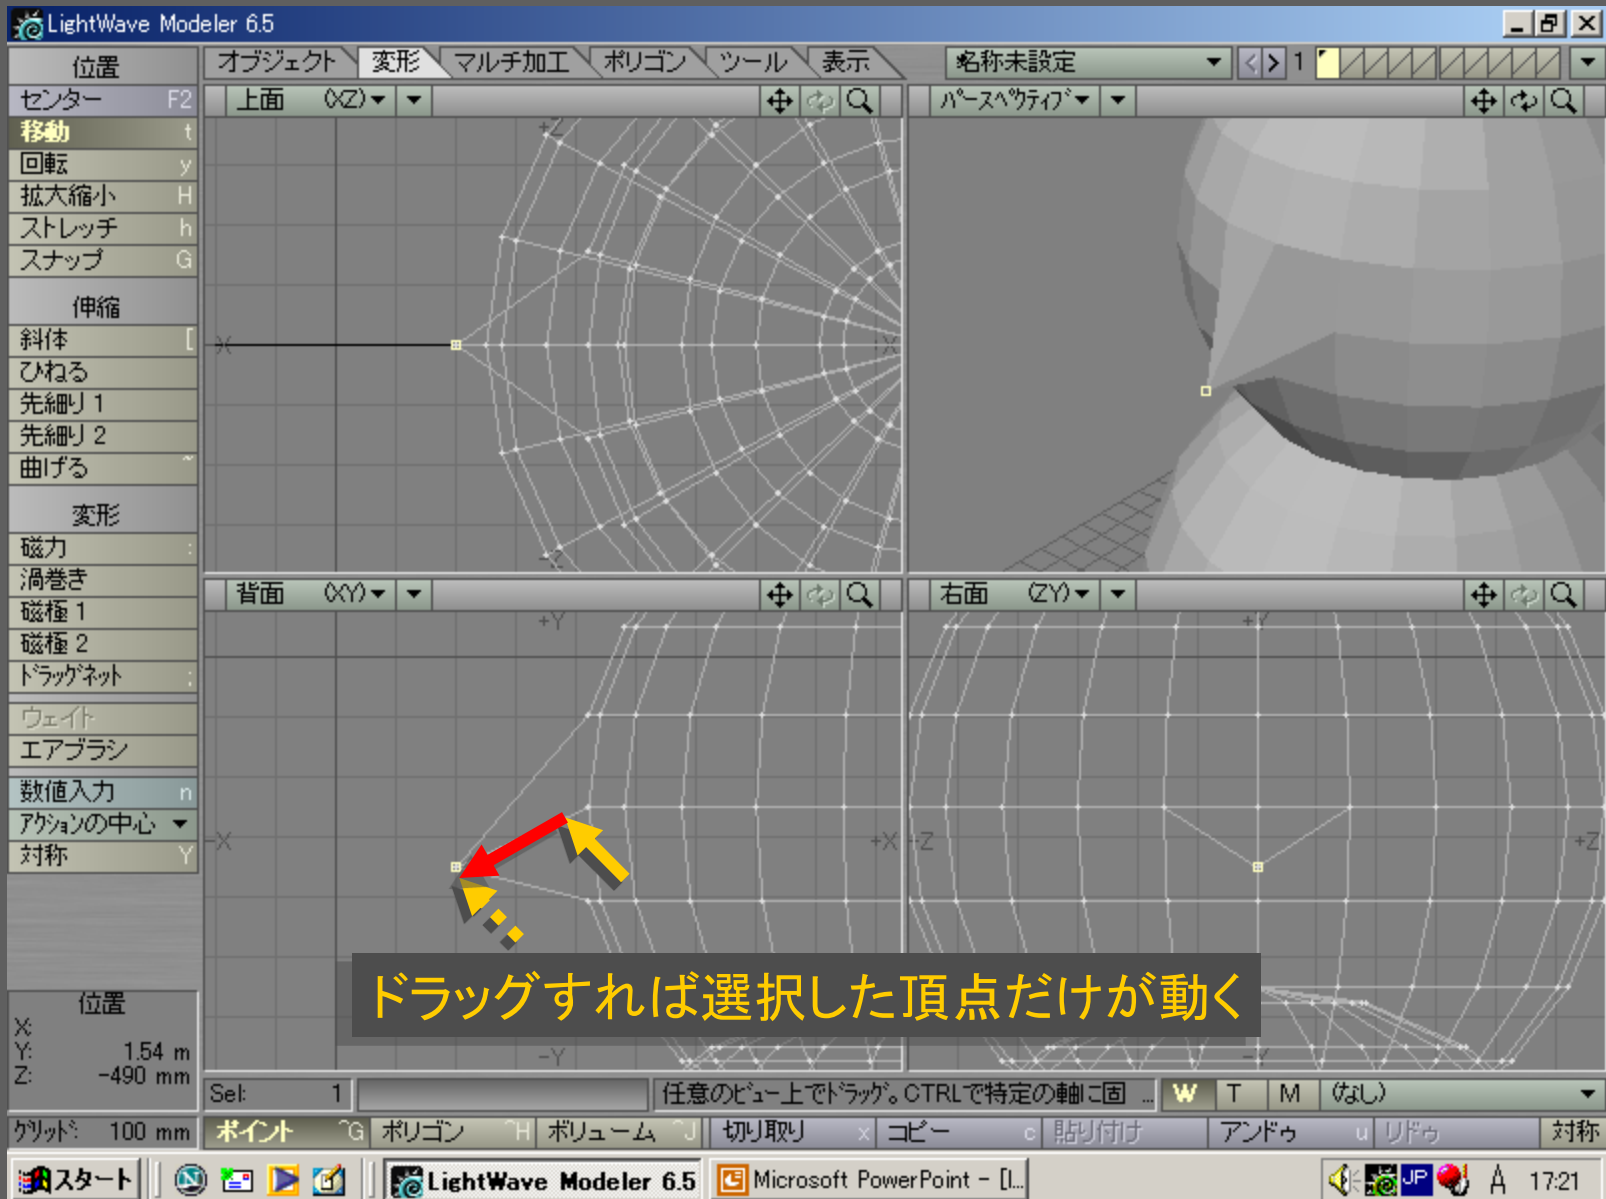 LightWave Modeler 6.5
位置
オブジェクト 変形 マルチ加工 ポリゴン ツール 表示
名称未設定
1
センター F2
移動 t
回転 y
拡大縮小 H
ストレッチ h
スナップ G
伸縮
斜体 [
ひねる
先細り 1
先細り 2
曲げる ~
変形
磁力 :
渦巻き
磁極 1
磁極 2
ドラッグネット ;
ウェイト
エアブラシ
数値入力 n
アクションの中心
対称 Y
上面 (XZ)
+Z
-X
+X
-Z
パースペクティブ
背面 (XY)
+Y
-X
+X
-Y
右面 (ZY)
+Y
-Z
+Z
-Y
ドラッグすれば選択した頂点だけが動く
位置
X:
Y: 1.54 m
Z: -490 mm
Sel: 1
任意のビュー上でドラッグ。CTRLで特定の軸に固 ...
W T M (なし)
グリッド: 100 mm
ポイント ^G ポリゴン ^H ボリューム ^J 切り取り x コピー c 貼り付け アンドゥ u リドゥ 対称
スタート
LightWave Modeler 6.5
Microsoft PowerPoint - [l...
JP
A
17:21